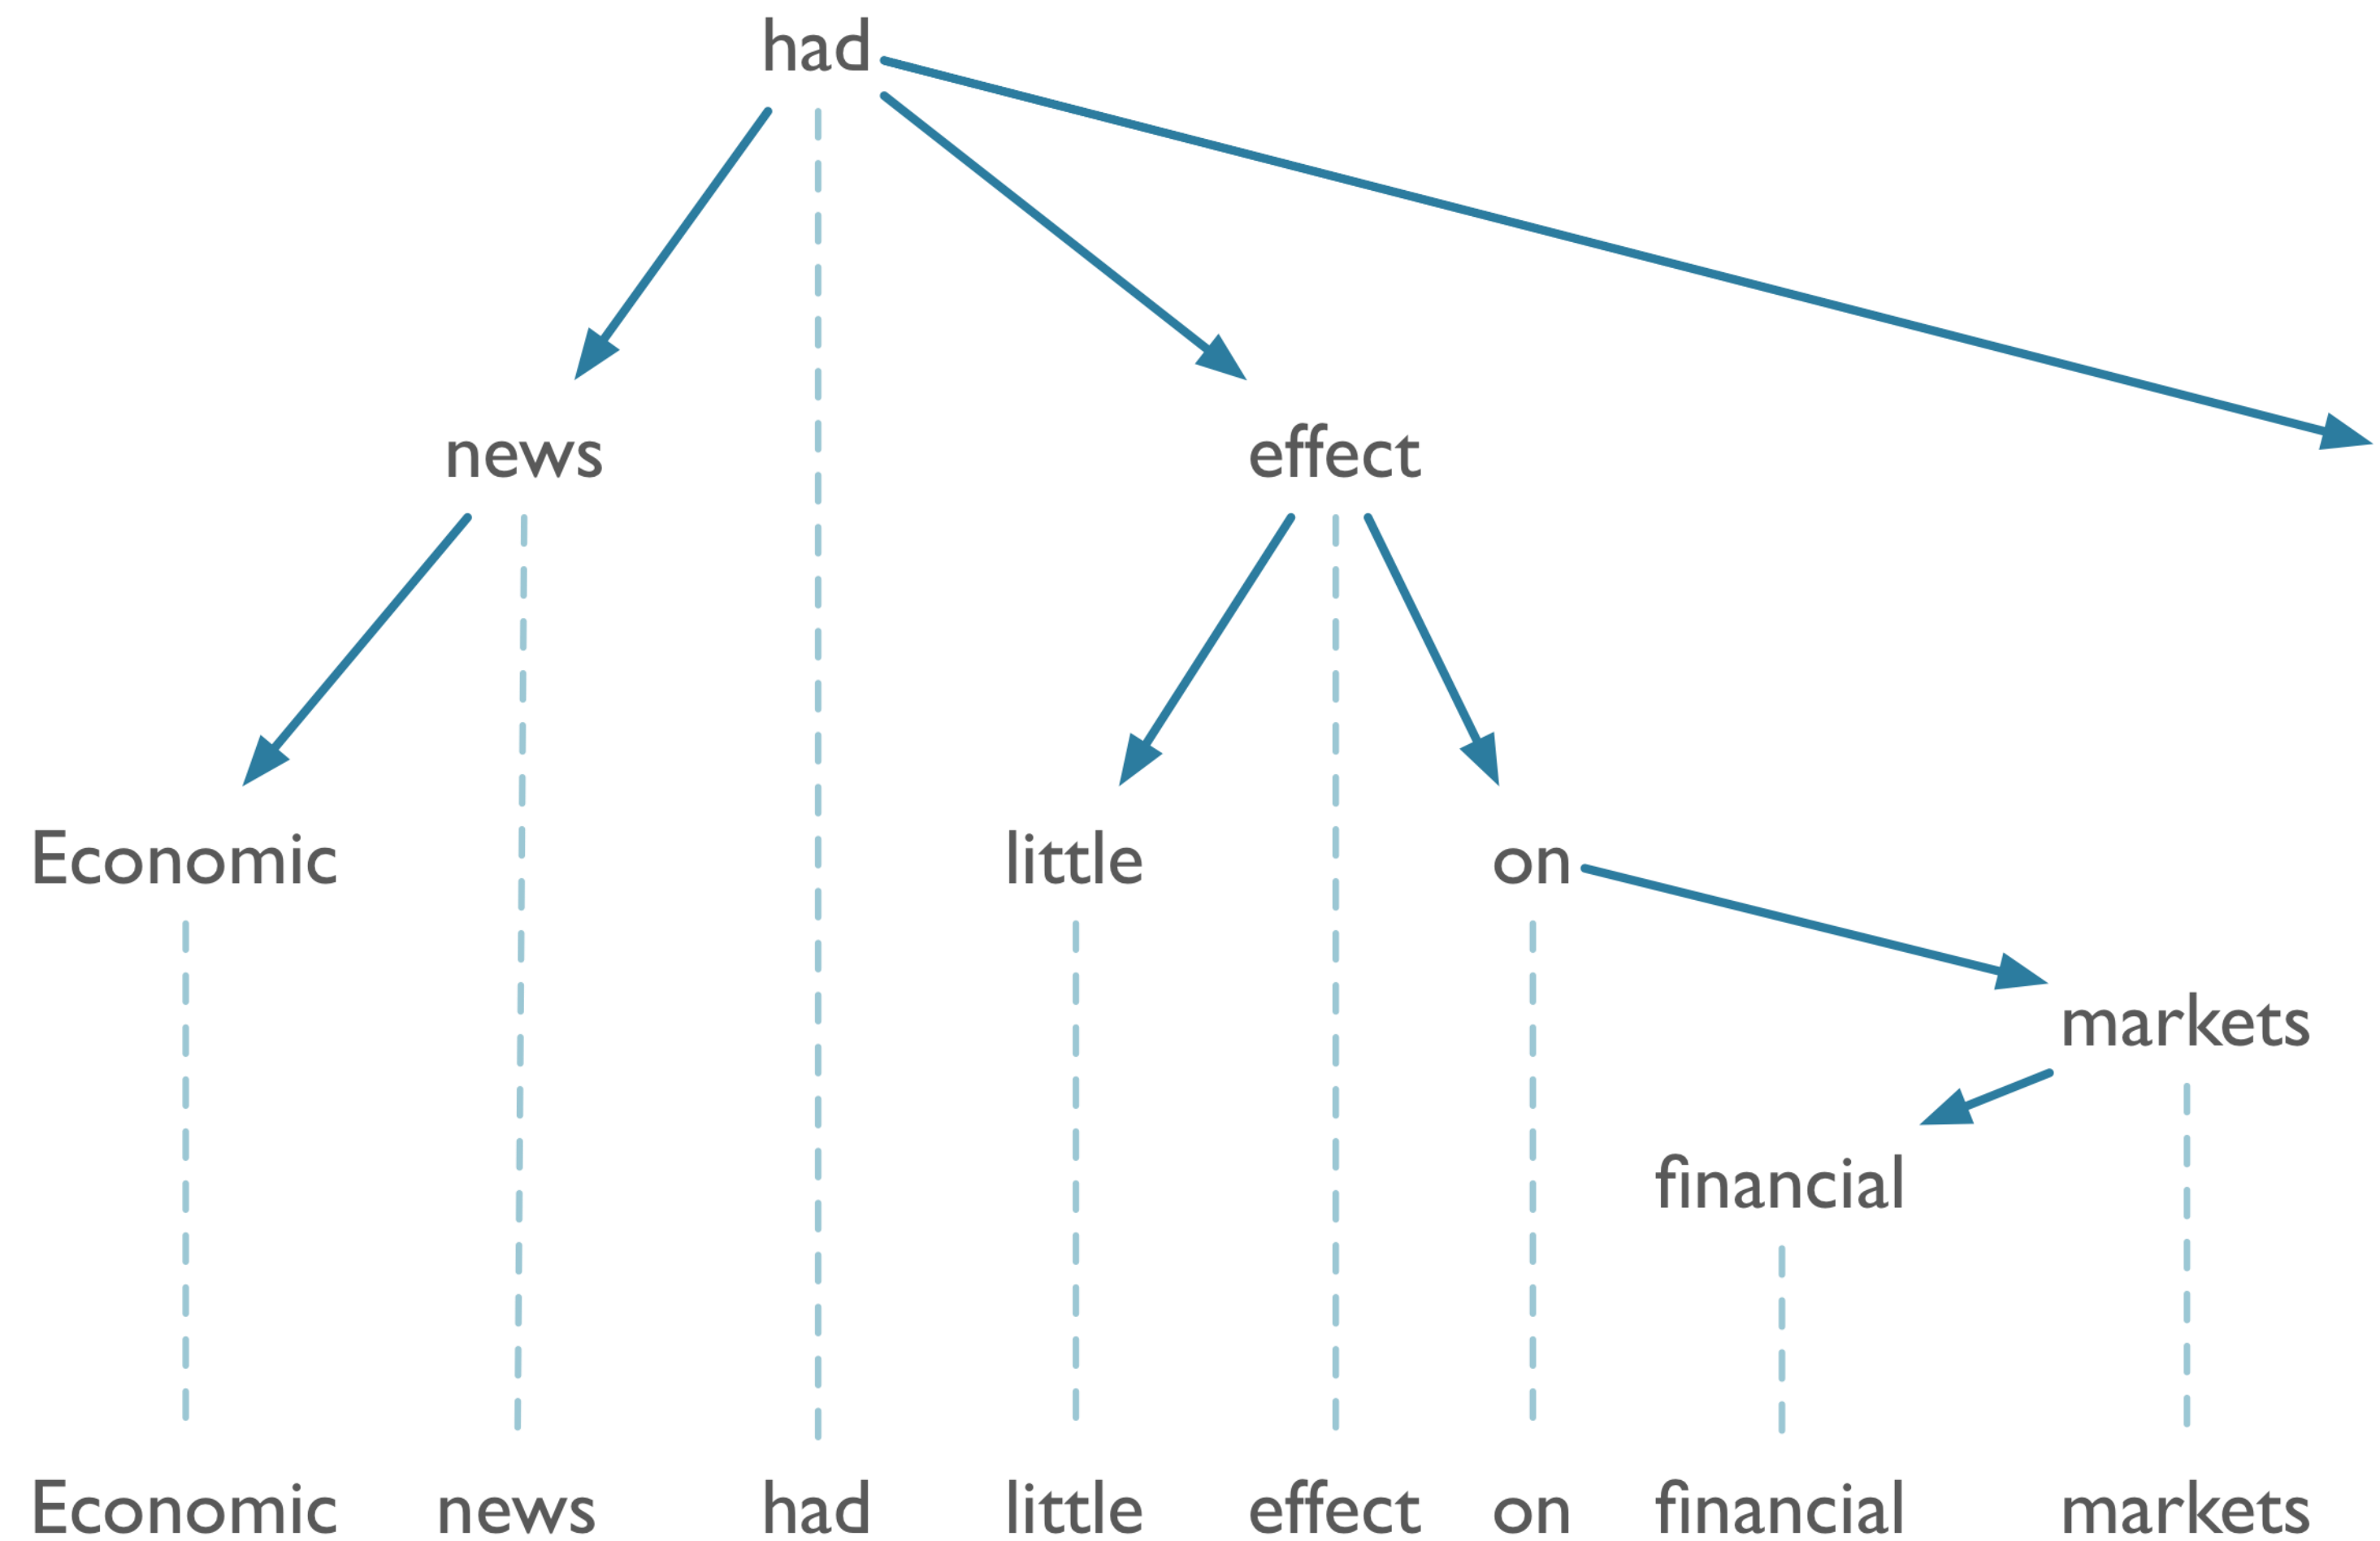 had
news effect
Economic little on
markets
financial
Economic news had little effect on financial markets